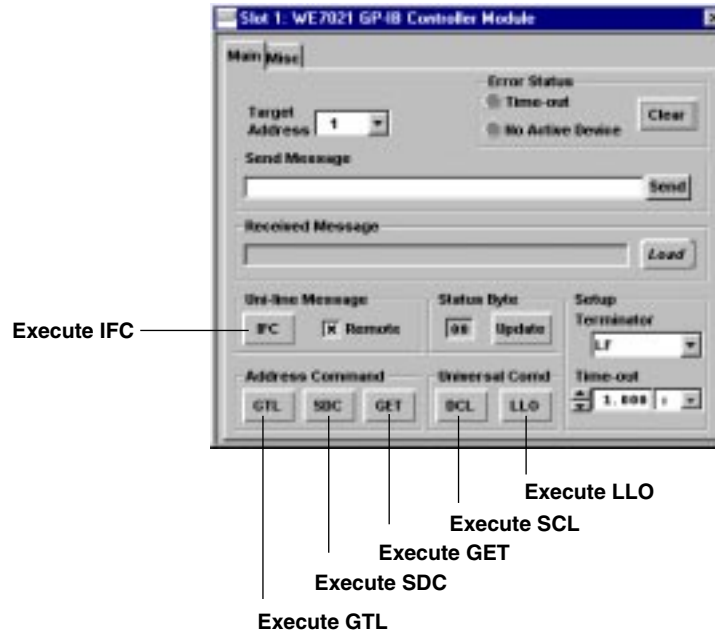 Slot 1: WE7021 GP-IB Controller Module
Main Misc
Error Status
Time-out
No Active Device
Clear
Target
Address 1
Send Message
Send
Received Message
Load
Uni-line Message
IFC Remote
Status Byte
00 Update
Setup
Terminator
LF
Address Command
GTL SDC GET
Universal Comd
DCL LLO
Time-out
1.000
Execute IFC
Execute LLO
Execute SCL
Execute GET
Execute SDC
Execute GTL